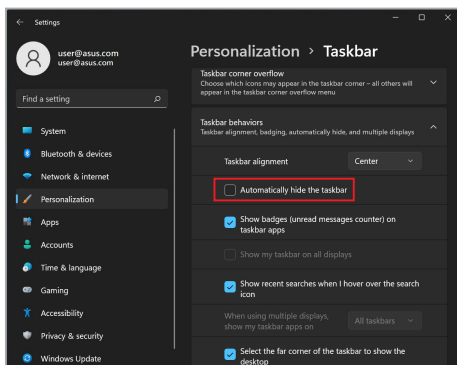 Settings
user@asus.com
user@asus.com
Find a setting
System
Bluetooth & devices
Network & internet
Personalization
Apps
Accounts
Time & language
Gaming
Accessibility
Privacy & security
Windows Update
Personalization > Taskbar
Taskbar corner overflow
Choose which icons may appear in the taskbar corner – all others will
appear in the taskbar corner overflow menu
Taskbar behaviors
Taskbar alignment, badging, automatically hide, and multiple displays
Taskbar alignment
Center
Automatically hide the taskbar
Show badges (unread messages counter) on
taskbar apps
Show my taskbar on all displays
Show recent searches when I hover over the search
icon
When using multiple displays,
show my taskbar apps on
All taskbars
Select the far corner of the taskbar to show the
desktop